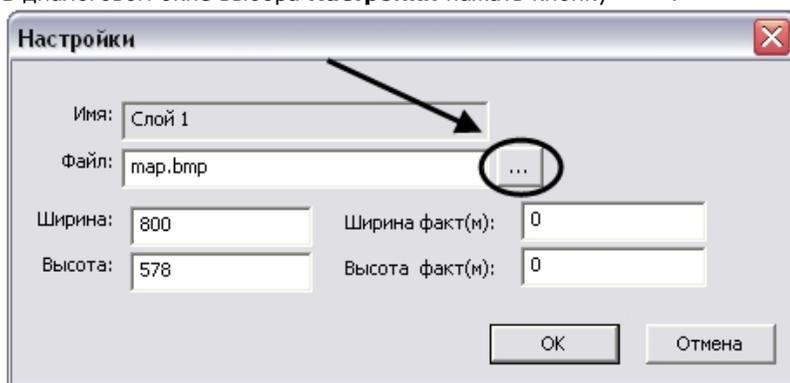 Настройки
Имя: Слой 1
Файл: map.bmp ...
Ширина: 800 Ширина факт(м): 0
Высота: 578 Высота факт(м): 0
OK Отмена